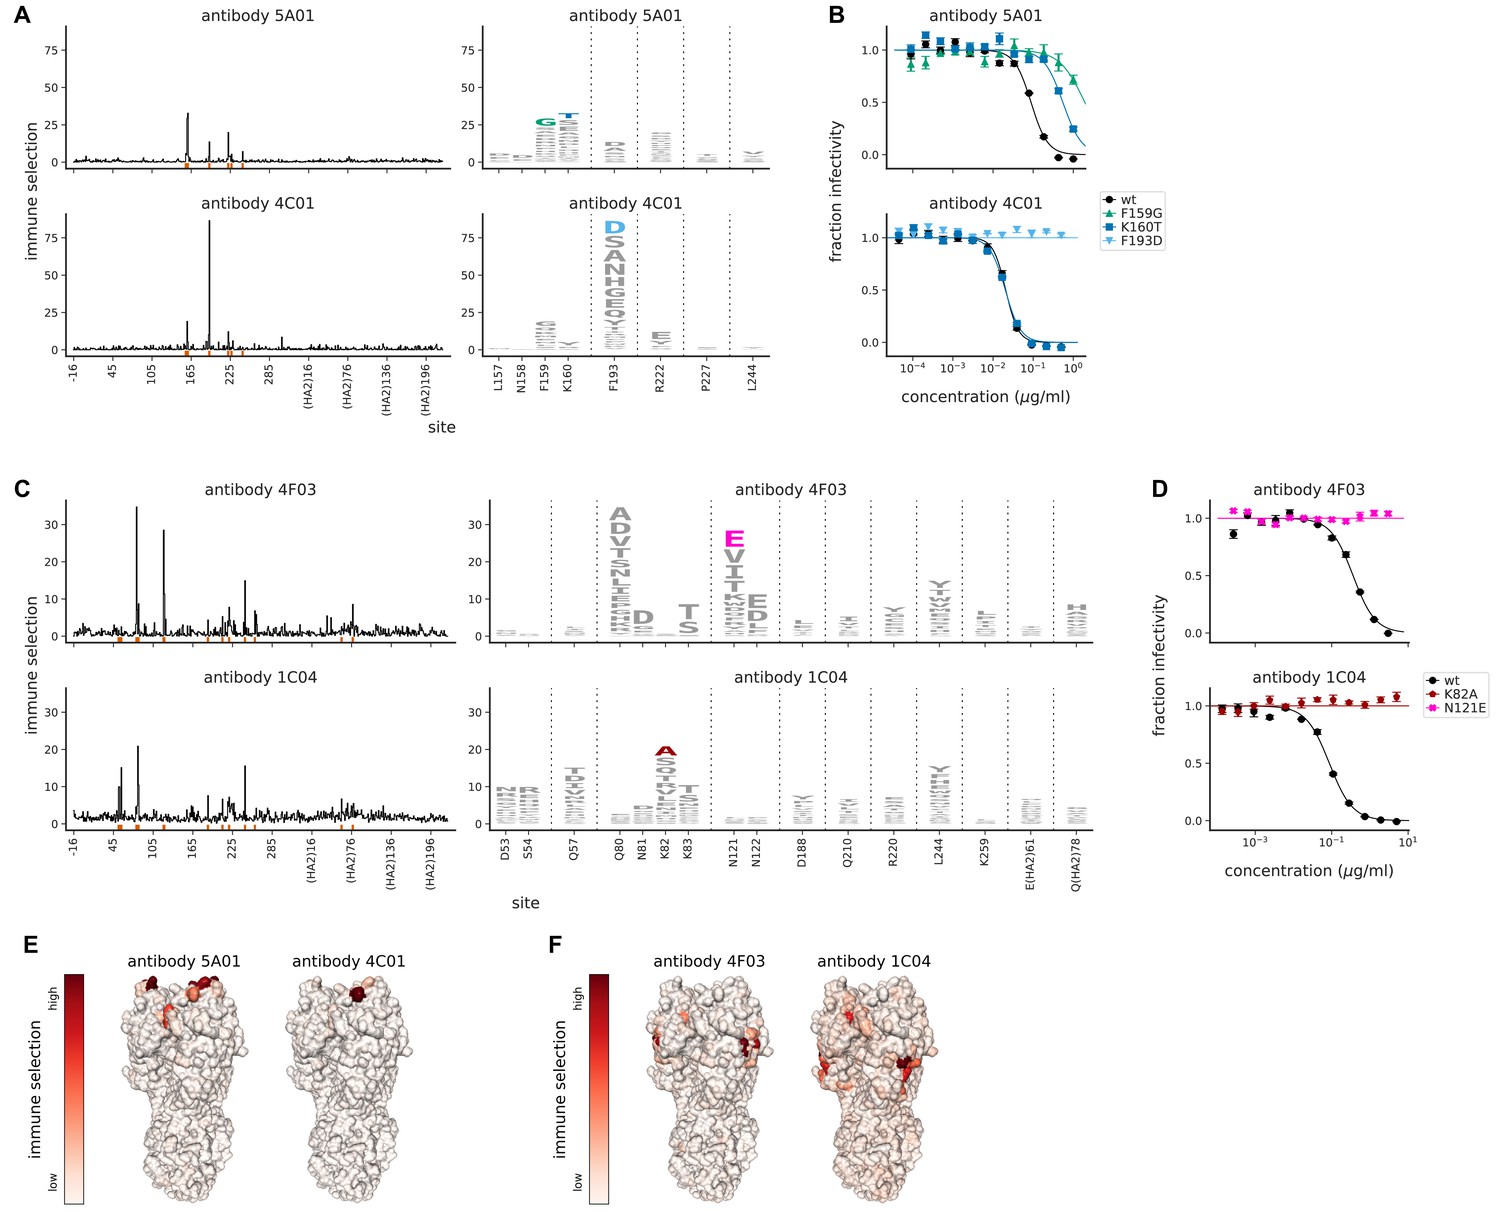 A
antibody 5A01
antibody 5A01
B
antibody 5A01
immune selection
75
50
25
0
75
50
25
0
G
T
S
D
A
fraction infectivity
1.0
0.5
0.0
antibody 4C01
antibody 4C01
antibody 4C01
75
50
25
0
75
50
25
0
D
S
A
N
H
G
E
Q
Y
G
E
1.0
0.5
0.0
wt
F159G
K160T
F193D
-16
45
105
165
225
285
(HA2)16
(HA2)76
(HA2)136
(HA2)196
L157
N158
F159
K160
F193
R222
P227
L244
10⁻⁴
10⁻³
10⁻²
10⁻¹
10⁰
site
concentration (μg/ml)
C
antibody 4F03
antibody 4F03
D
antibody 4F03
immune selection
30
20
10
0
30
20
10
0
A
D
V
T
S
N
D
G
T
S
E
V
I
T
K
E
D
Y
H
fraction infectivity
1.0
0.5
0.0
antibody 1C04
antibody 1C04
antibody 1C04
30
20
10
0
30
20
10
0
N
R
T
D
A
S
Q
T
Y
1.0
0.5
0.0
wt
K82A
N121E
-16
45
105
165
225
285
(HA2)16
(HA2)76
(HA2)136
(HA2)196
D53
S54
Q57
Q80
N81
K82
K83
N121
N122
D188
Q210
R220
L244
K259
E(HA2)61
Q(HA2)78
10⁻³
10⁻¹
10¹
site
concentration (μg/ml)
E
antibody 5A01
antibody 4C01
immune selection
high
low
F
antibody 4F03
antibody 1C04
immune selection
high
low